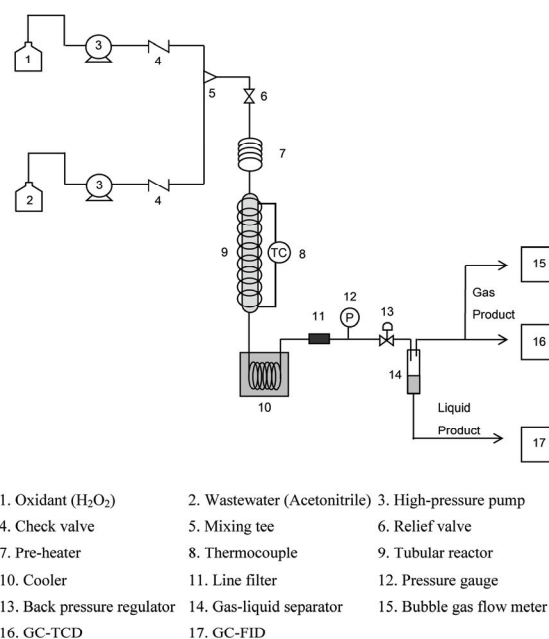 1
3
4
5
6
2
3
4
7
9
TC
8
10
11
12
P
13
14
Gas
Product
Liquid
Product
15
16
17
1. Oxidant (H₂O₂) 2. Wastewater (Acetonitrile) 3. High-pressure pump
4. Check valve 5. Mixing tee 6. Relief valve
7. Pre-heater 8. Thermocouple 9. Tubular reactor
10. Cooler 11. Line filter 12. Pressure gauge
13. Back pressure regulator 14. Gas-liquid separator 15. Bubble gas flow meter
16. GC-TCD 17. GC-FID